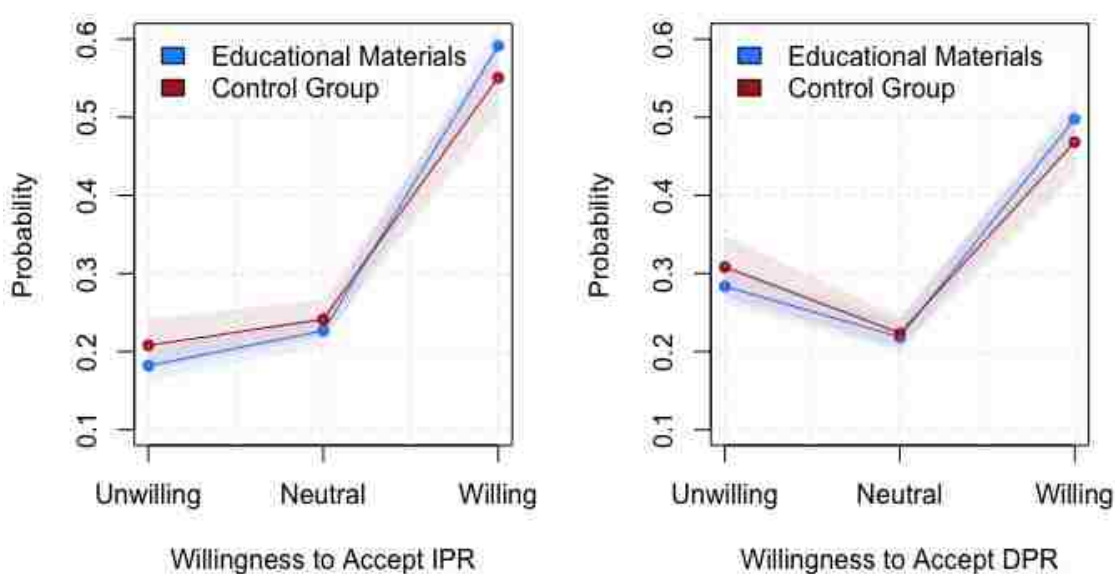 Educational Materials
Control Group
Probability
0.6
0.5
0.4
0.3
0.2
0.1
Unwilling
Neutral
Willing
Willingness to Accept IPR
Educational Materials
Control Group
Probability
0.6
0.5
0.4
0.3
0.2
0.1
Unwilling
Neutral
Willing
Willingness to Accept DPR